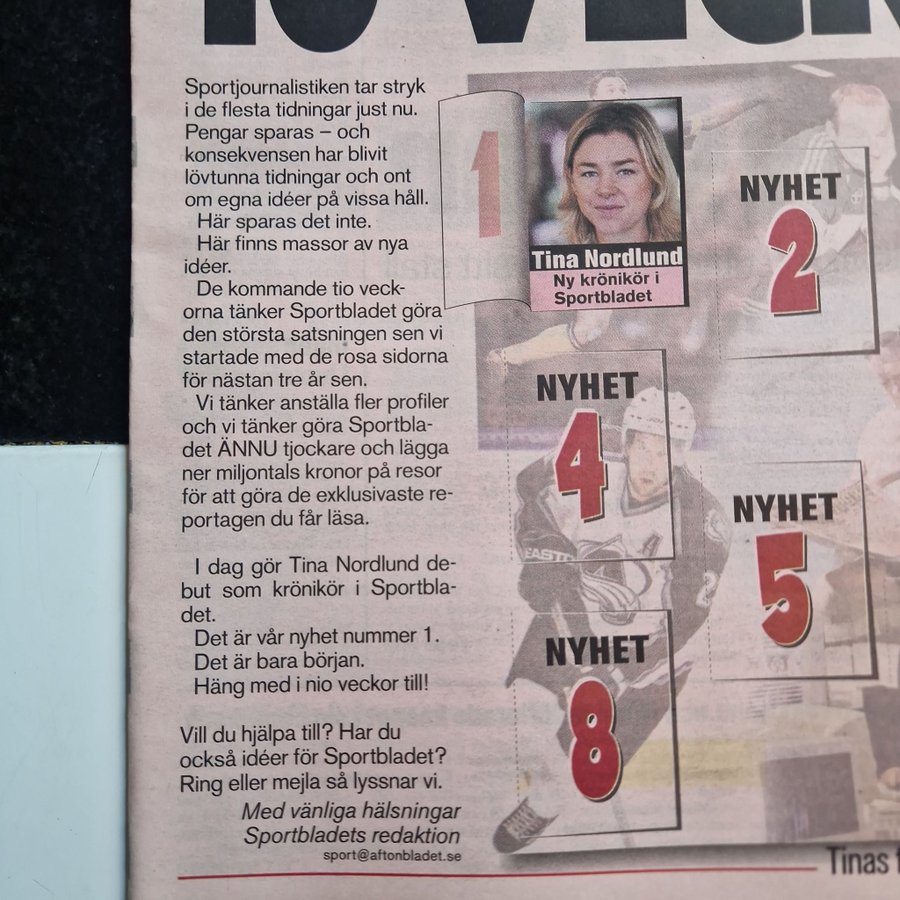 10 VECK
Sportjournalistiken tar stryk
i de flesta tidningar just nu.
Pengar sparas – och
konsekvensen har blivit
lövtunna tidningar och ont
om egna idéer på vissa håll.
Här sparas det inte.
Här finns massor av nya
idéer.
De kommande tio veck-
orna tänker Sportbladet göra
den största satsningen sen vi
startade med de rosa sidorna
för nästan tre år sen.
Vi tänker anställa fler profiler
och vi tänker göra Sportbla-
det ÄNNU tjockare och lägga
ner miljontals kronor på resor
för att göra de exklusivaste re-
portagen du får läsa.
I dag gör Tina Nordlund de-
but som krönikör i Sportbla-
det.
Det är vår nyhet nummer 1.
Det är bara början.
Häng med i nio veckor till!
Vill du hjälpa till? Har du
också idéer för Sportbladet?
Ring eller mejla så lyssnar vi.
Med vänliga hälsningar
Sportbladets redaktion
sport@aftonbladet.se
1
Tina Nordlund
Ny krönikör i
Sportbladet
NYHET
2
NYHET
4
EASTON
NYHET
5
NYHET
8
Tinas